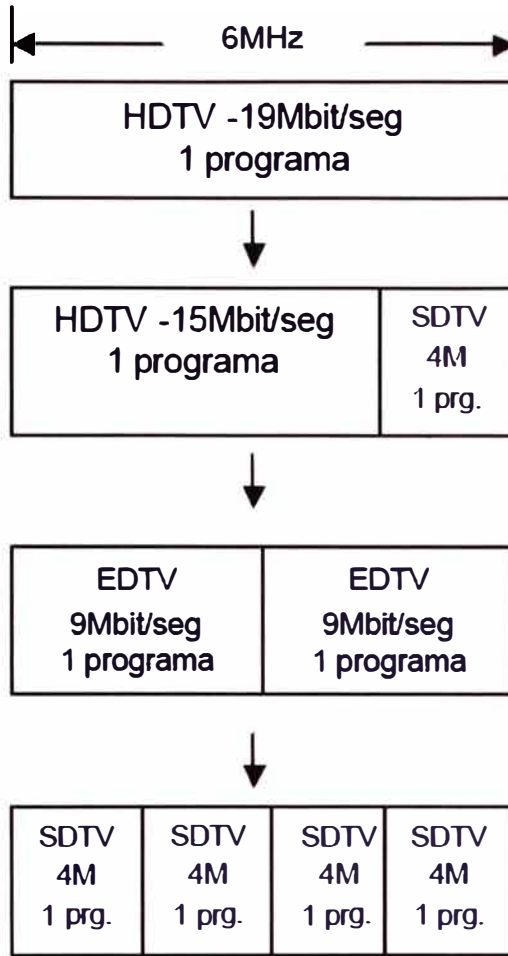 6MHz
HDTV -19Mbit/seg
1 programa
HDTV -15Mbit/seg
1 programa
SDTV
4M
1 prg.
EDTV
9Mbit/seg
1 programa
EDTV
9Mbit/seg
1 programa
SDTV
4M
1 prg.
SDTV
4M
1 prg.
SDTV
4M
1 prg.
SDTV
4M
1 prg.